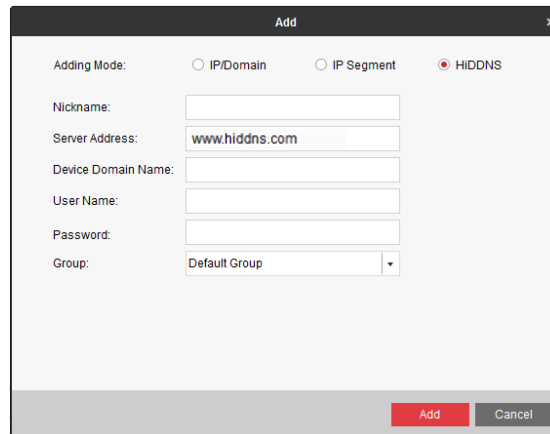 Add
Adding Mode: IP/Domain IP Segment HiDDNS
Nickname:
Server Address: www.hiddns.com
Device Domain Name:
User Name:
Password:
Group: Default Group
Add Cancel